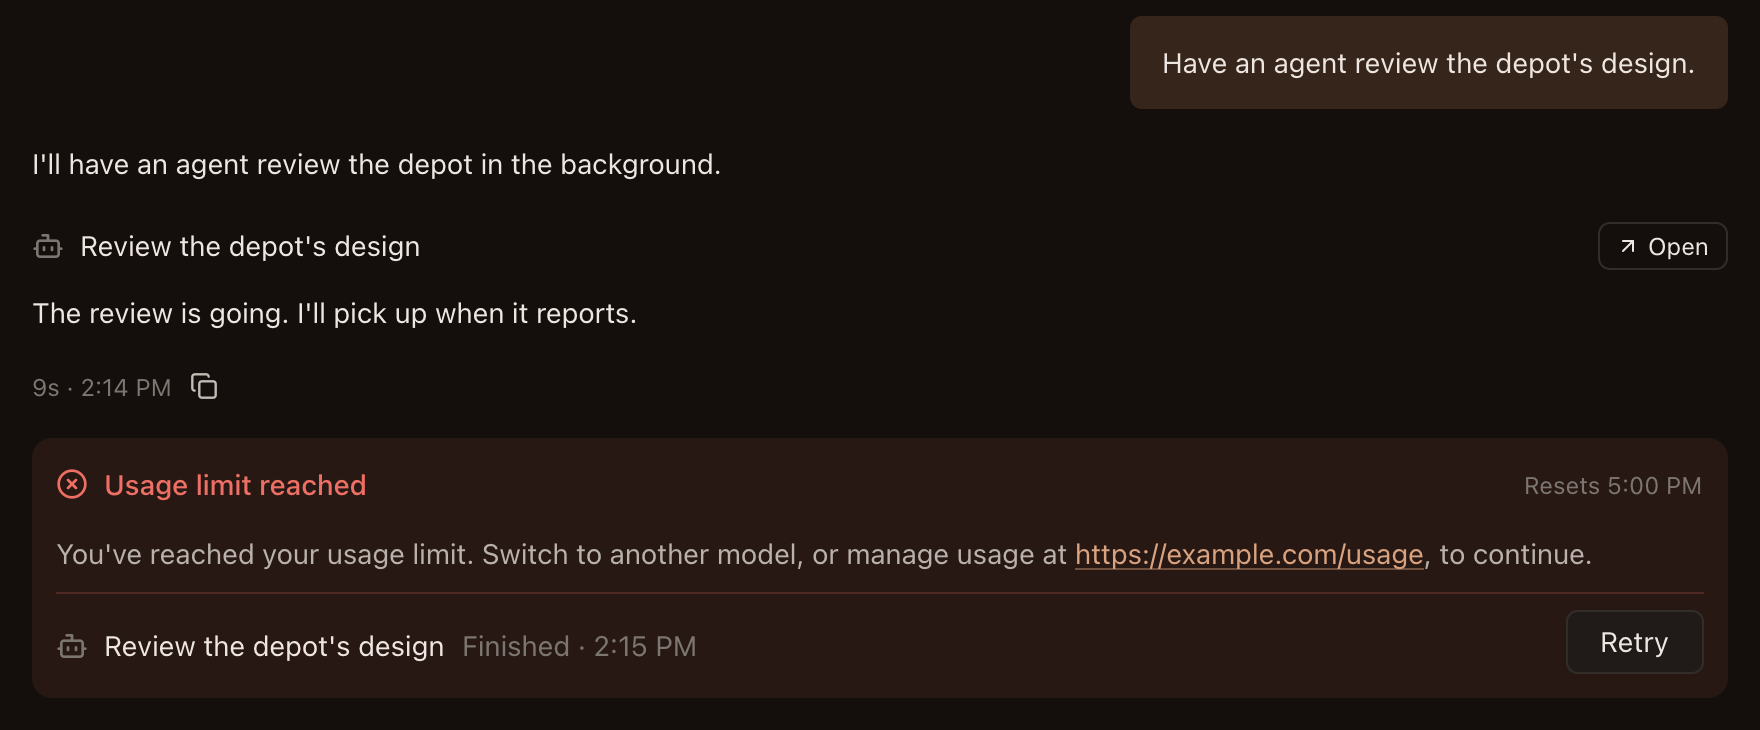 Have an agent review the depot's design.
I'll have an agent review the depot in the background.
Review the depot's design
Open
The review is going. I'll pick up when it reports.
9s · 2:14 PM
Usage limit reached
Resets 5:00 PM
You've reached your usage limit. Switch to another model, or manage usage at https://example.com/usage, to continue.
Review the depot's design Finished · 2:15 PM
Retry